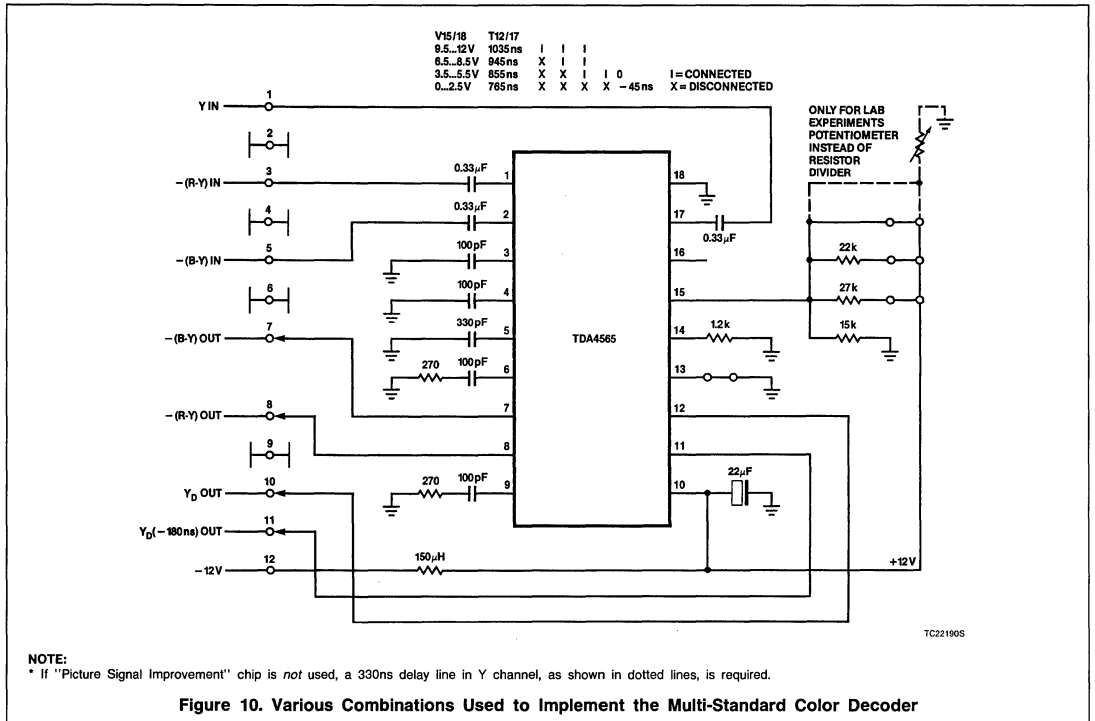 V15/18 T12/17
9.5...12V 1035ns I I I
6.5...8.5V 945ns X I I
3.5...5.5V 855ns X X I I 0 I = CONNECTED
0...2.5V 765ns X X X X -45ns X = DISCONNECTED
ONLY FOR LAB
EXPERIMENTS
POTENTIOMETER
INSTEAD OF
RESISTOR
DIVIDER
Y IN 1
2
-(R-Y) IN 3 0.33µF 1
4
-(B-Y) IN 5 0.33µF 2
100pF 3
6
100pF 4
-(B-Y) OUT 7 330pF 5
270 100pF 6
7
-(R-Y) OUT 8
8
9
YD OUT 10 270 100pF 9
YD(-180ns) OUT 11
-12V 12 150µH
TDA4565
18
17 0.33µF
16 22k
15 27k
14 1.2k 15k
13
12
11
10 22µF
+12V
TC22190S
NOTE:
* If "Picture Signal Improvement" chip is not used, a 330ns delay line in Y channel, as shown in dotted lines, is required.
Figure 10. Various Combinations Used to Implement the Multi-Standard Color Decoder